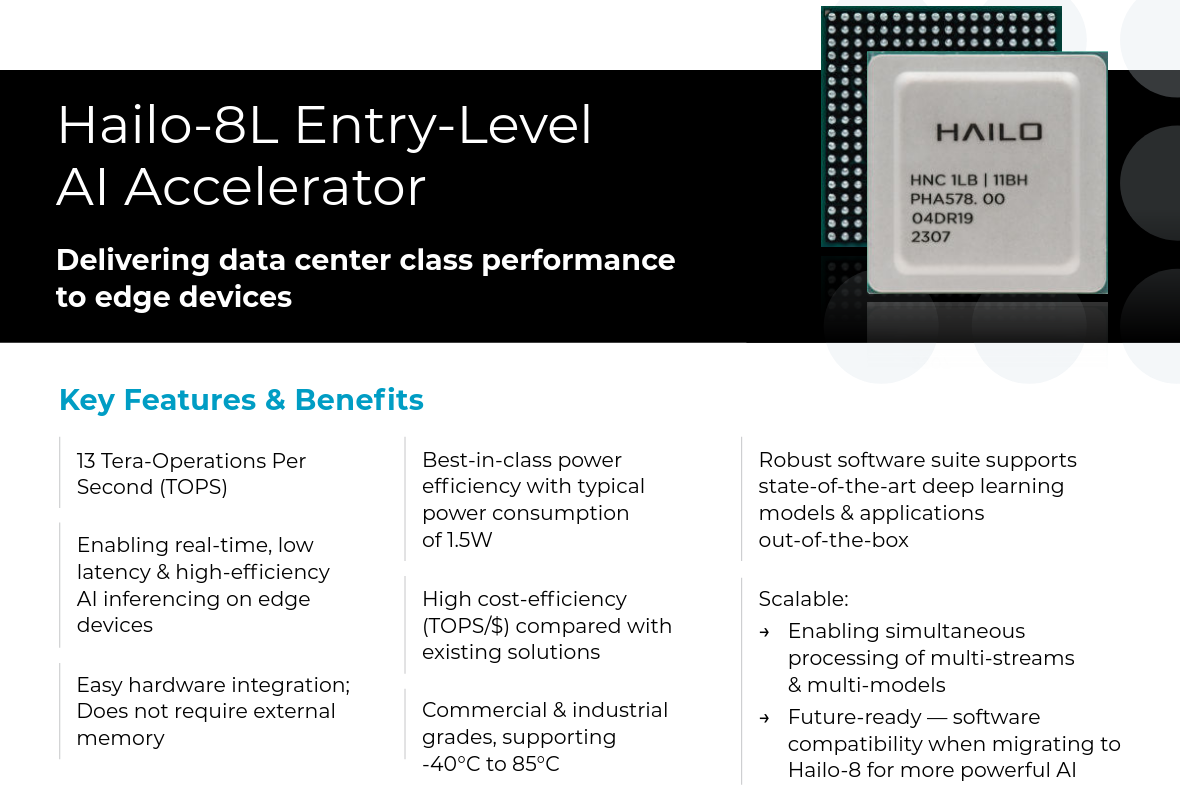 Hailo-8L Entry-Level
AI Accelerator
Delivering data center class performance
to edge devices
HAILO
HNC 1LB | 11BH
PHA578. 00
04DR19
2307
Key Features & Benefits
13 Tera-Operations Per
Second (TOPS)
Enabling real-time, low
latency & high-efficiency
AI inferencing on edge
devices
Easy hardware integration;
Does not require external
memory
Best-in-class power
efficiency with typical
power consumption
of 1.5W
High cost-efficiency
(TOPS/$) compared with
existing solutions
Commercial & industrial
grades, supporting
-40°C to 85°C
Robust software suite supports
state-of-the-art deep learning
models & applications
out-of-the-box
Scalable:
→ Enabling simultaneous
processing of multi-streams
& multi-models
→ Future-ready — software
compatibility when migrating to
Hailo-8 for more powerful AI